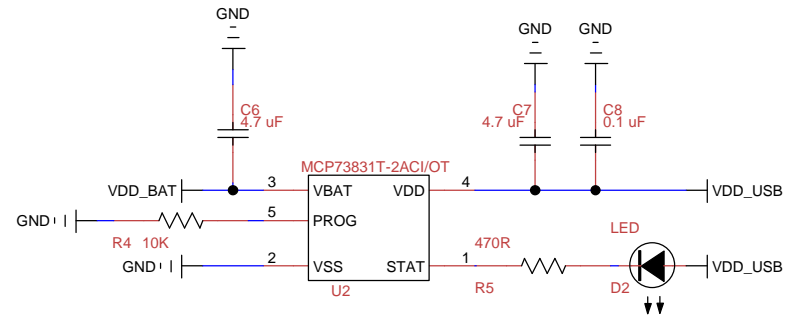 GND
GND
GND
C6
4.7 uF
C7
4.7 uF
C8
0.1 uF
MCP73831T-2ACI/OT
VDD_BAT
3
VBAT
VDD
4
VDD_USB
GND
5
PROG
R4 10K
470R
LED
GND
2
VSS
STAT
1
VDD_USB
U2
R5
D2